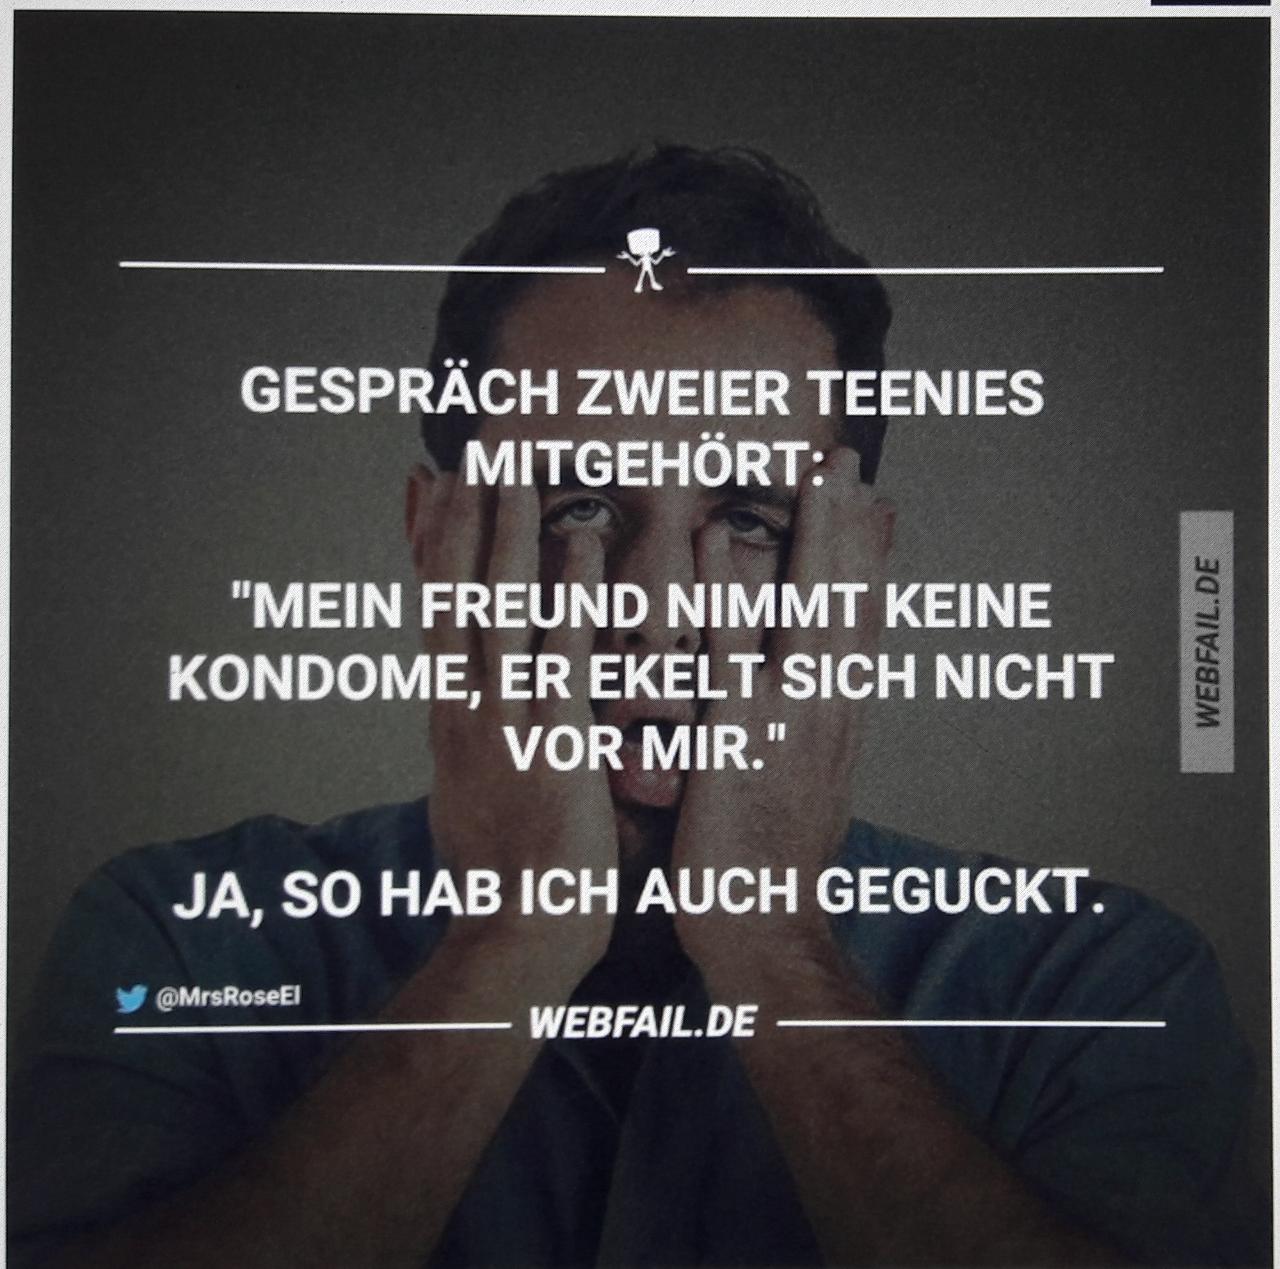 GESPRÄCH ZWEIER TEENIES
MITGEHÖRT:
"MEIN FREUND NIMMT KEINE
KONDOME, ER EKELT SICH NICHT
VOR MIR."
JA, SO HAB ICH AUCH GEGUCKT.
@MrsRoseEl
WEBFAIL.DE
WEBFAIL.DE